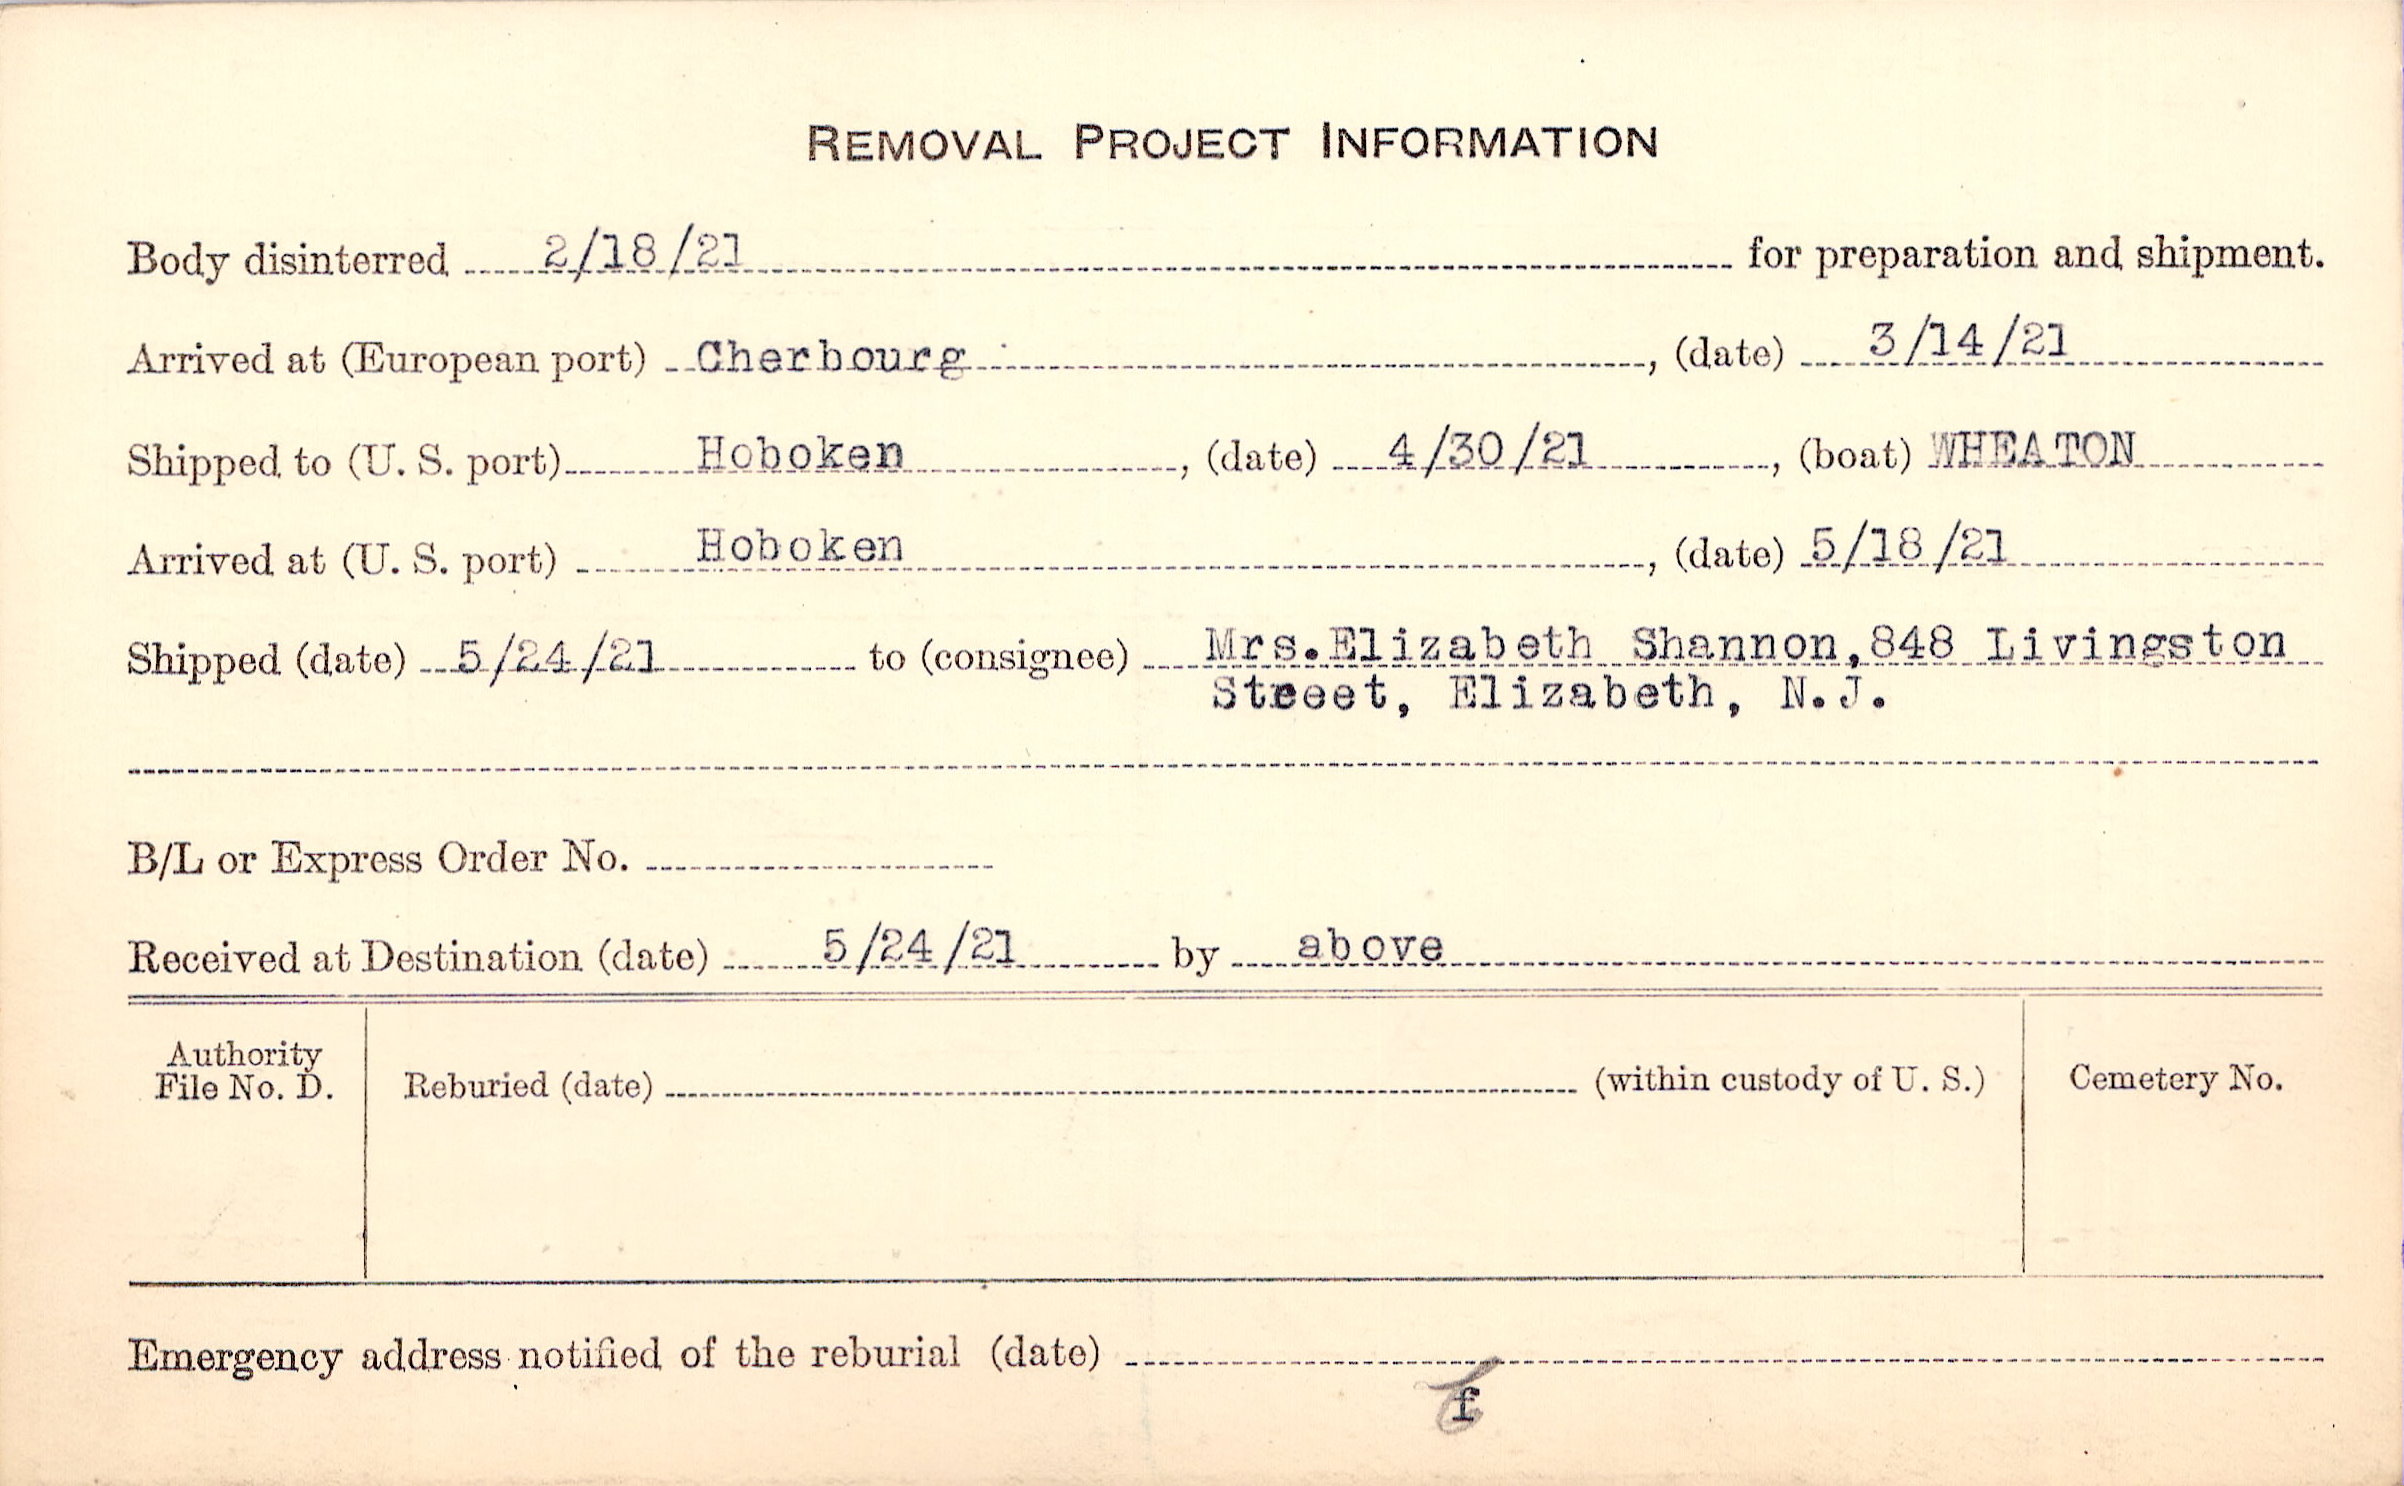 REMOVAL PROJECT INFORMATION
Body disinterred 2/18/21 for preparation and shipment.
Arrived at (European port) Cherbourg, (date) 3/14/21
Shipped to (U. S. port) Hoboken, (date) 4/30/21, (boat) WHEATON
Arrived at (U. S. port) Hoboken, (date) 5/18/21
Shipped (date) 5/24/21 to (consignee) Mrs.Elizabeth Shannon,848 Livingston
Street, Elizabeth, N.J.
B/L or Express Order No.
Received at Destination (date) 5/24/21 by above
Authority
File No. D.
Reburied (date) (within custody of U. S.)
Cemetery No.
Emergency address notified of the reburial (date)
f